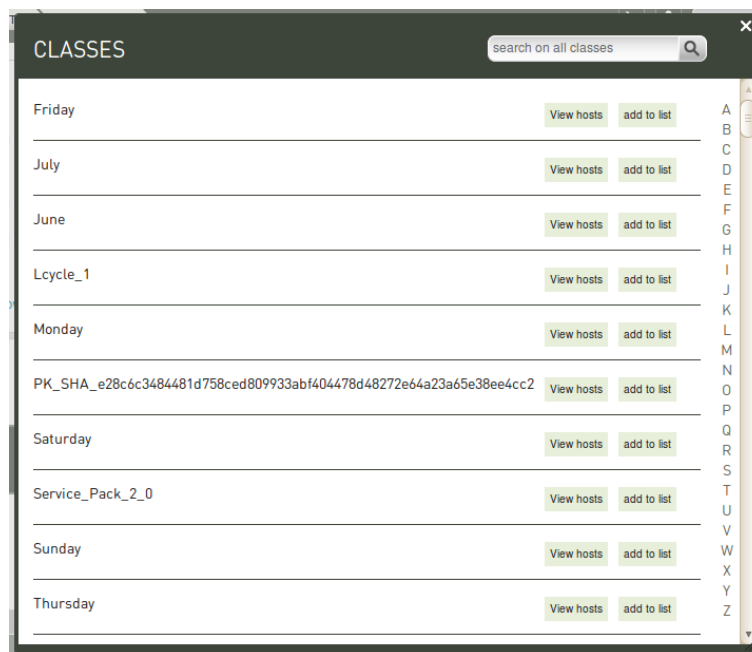 CLASSES
search on all classes
Friday View hosts add to list
July View hosts add to list
June View hosts add to list
Lcycle_1 View hosts add to list
Monday View hosts add to list
PK_SHA_e28c6c3484481d758ced809933abf404478d48272e64a23a65e38ee4cc2 View hosts add to list
Saturday View hosts add to list
Service_Pack_2_0 View hosts add to list
Sunday View hosts add to list
Thursday View hosts add to list
A
B
C
D
E
F
G
H
I
J
K
L
M
N
O
P
Q
R
S
T
U
V
W
X
Y
Z